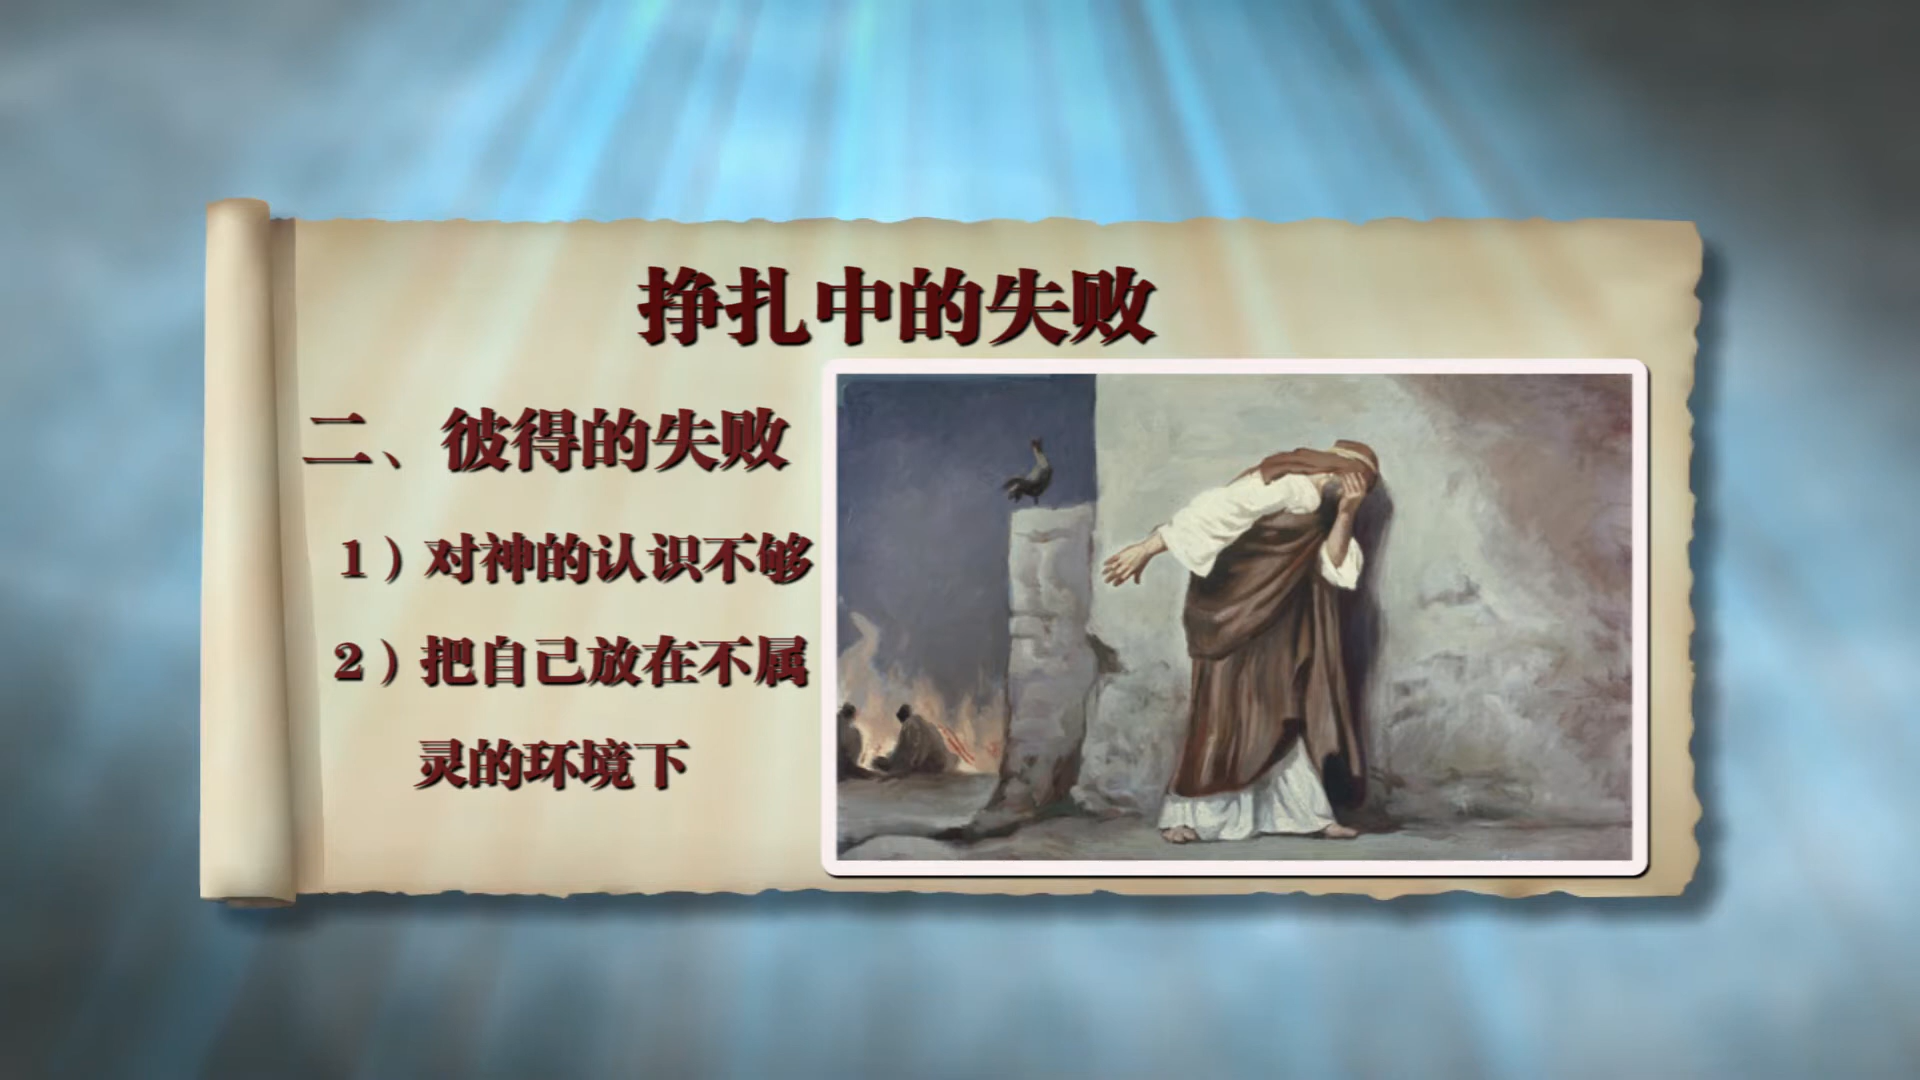 挣扎中的失败
二、彼得的失败
1）对神的认识不够
2）把自己放在不属
灵的环境下